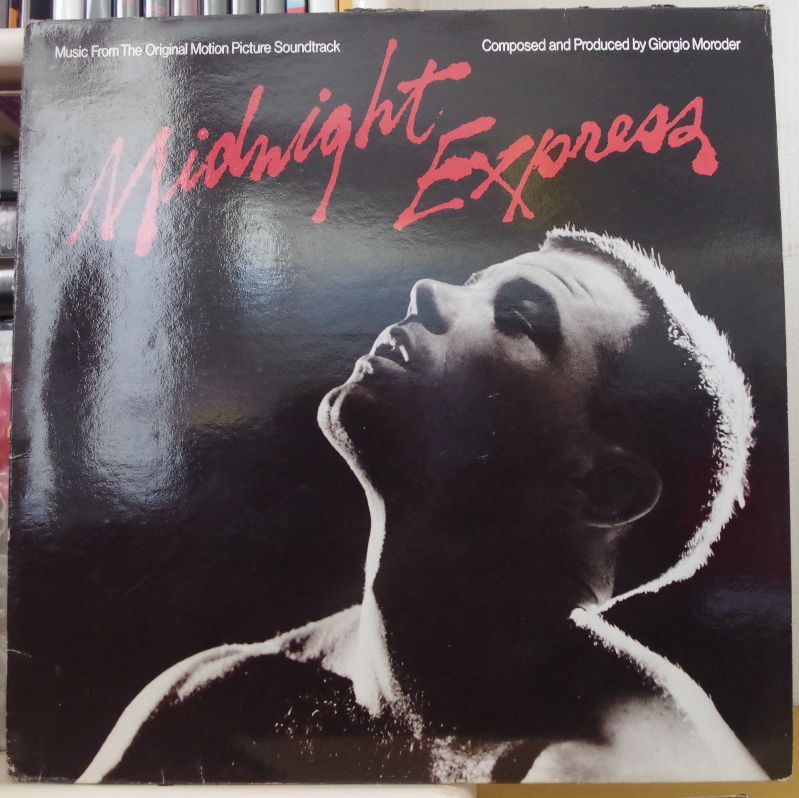 Music From The Original Motion Picture Soundtrack
Composed and Produced by Giorgio Moroder
Midnight
Express